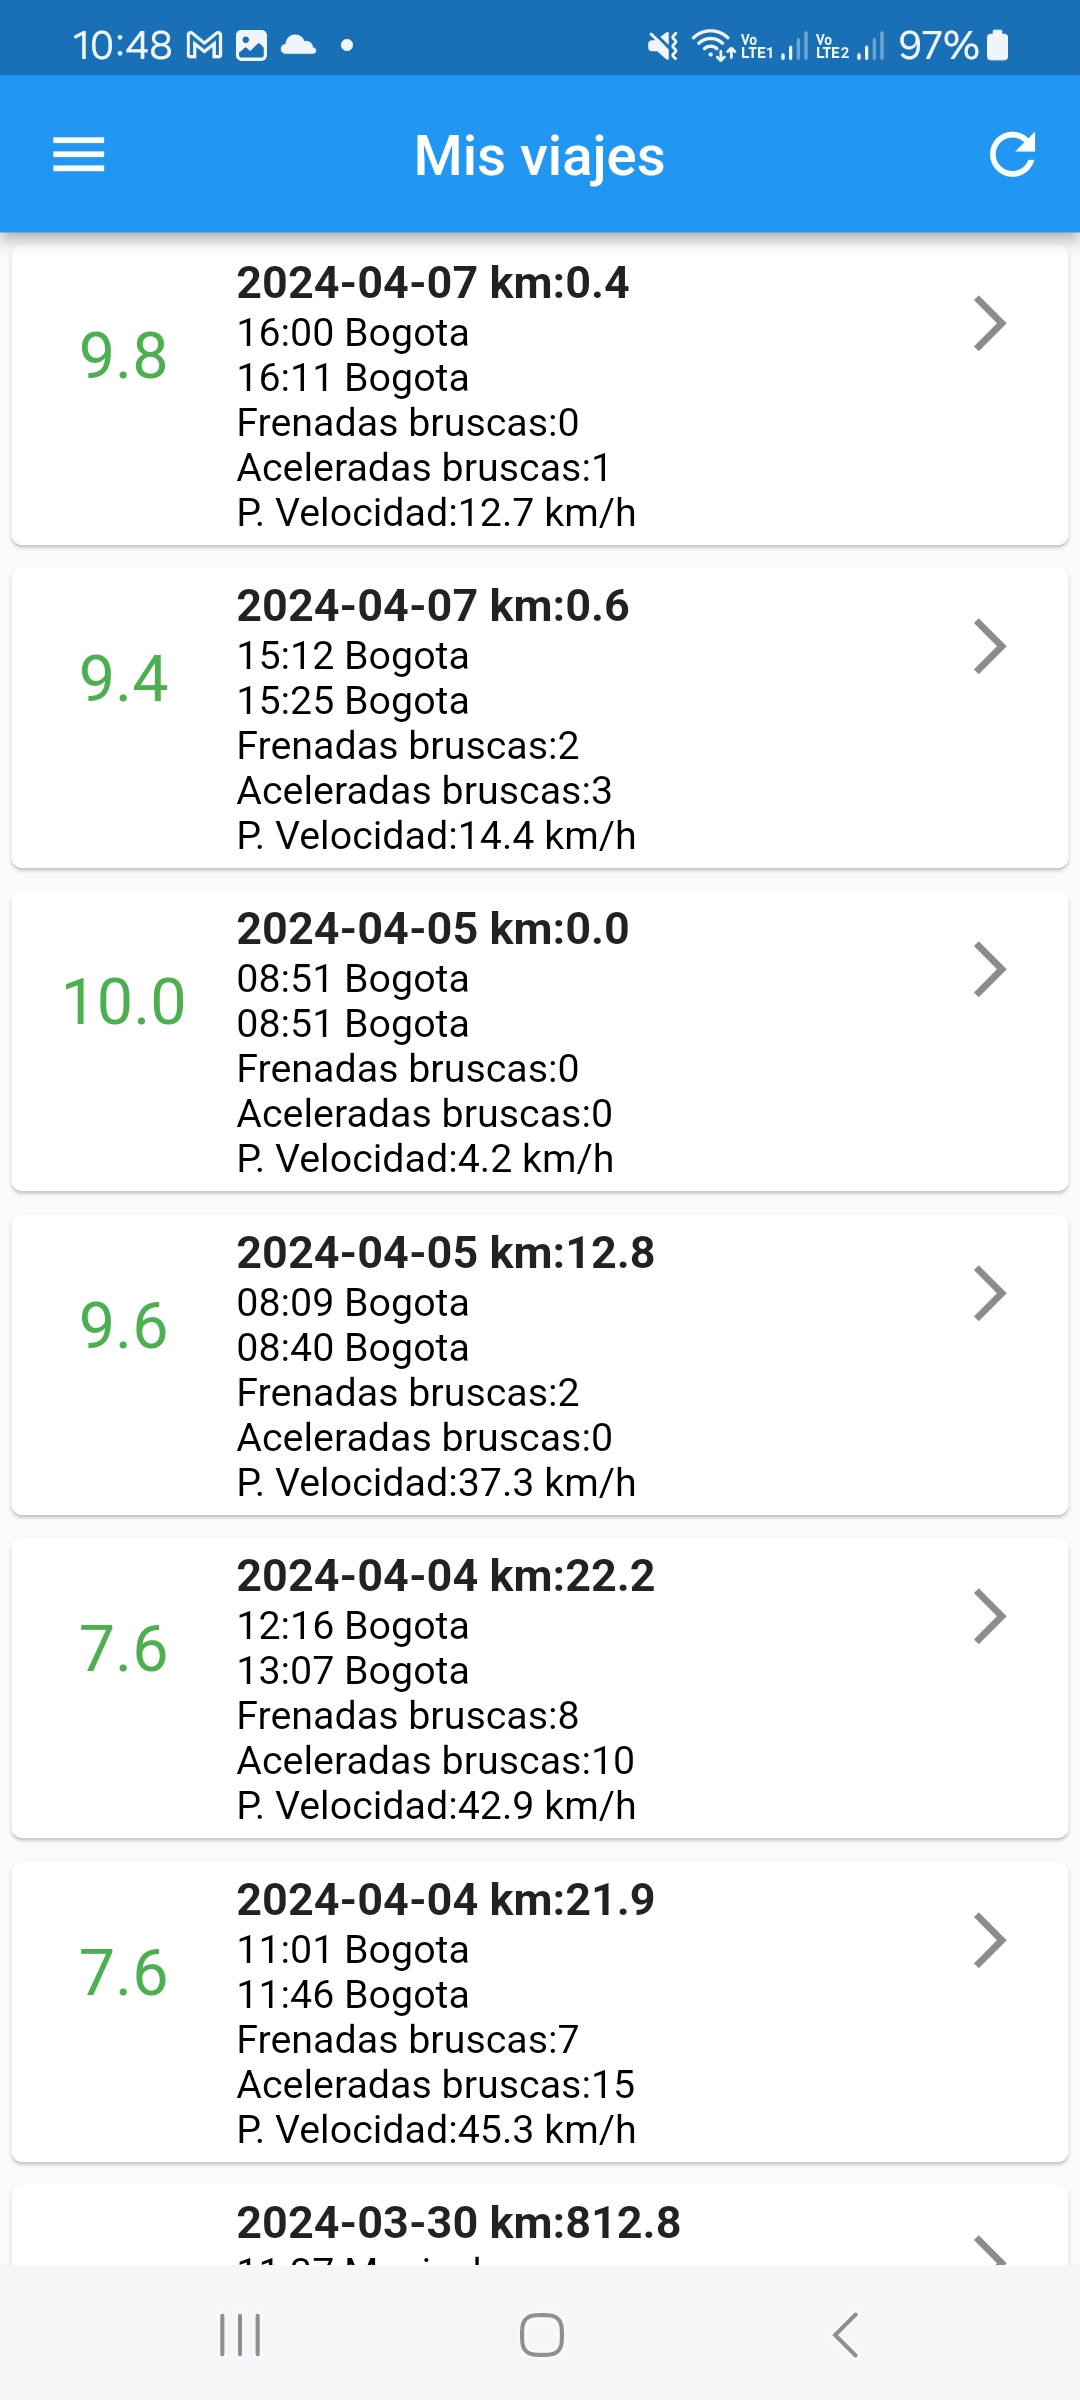 10:48
Vo LTE1 Vo LTE2 97%
Mis viajes
9.8
2024-04-07 km:0.4
16:00 Bogota
16:11 Bogota
Frenadas bruscas:0
Aceleradas bruscas:1
P. Velocidad:12.7 km/h
9.4
2024-04-07 km:0.6
15:12 Bogota
15:25 Bogota
Frenadas bruscas:2
Aceleradas bruscas:3
P. Velocidad:14.4 km/h
10.0
2024-04-05 km:0.0
08:51 Bogota
08:51 Bogota
Frenadas bruscas:0
Aceleradas bruscas:0
P. Velocidad:4.2 km/h
9.6
2024-04-05 km:12.8
08:09 Bogota
08:40 Bogota
Frenadas bruscas:2
Aceleradas bruscas:0
P. Velocidad:37.3 km/h
7.6
2024-04-04 km:22.2
12:16 Bogota
13:07 Bogota
Frenadas bruscas:8
Aceleradas bruscas:10
P. Velocidad:42.9 km/h
7.6
2024-04-04 km:21.9
11:01 Bogota
11:46 Bogota
Frenadas bruscas:7
Aceleradas bruscas:15
P. Velocidad:45.3 km/h
2024-03-30 km:812.8